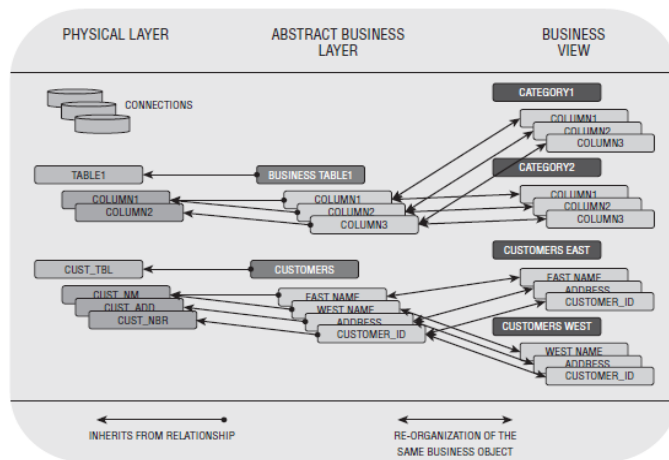 PHYSICAL LAYER
ABSTRACT BUSINESS
LAYER
BUSINESS
VIEW
CONNECTIONS
TABLE1
COLUMN1
COLUMN2
BUSINESS TABLE1
COLUMN1
COLUMN2
COLUMN3
CATEGORY1
COLUMN1
COLUMN2
COLUMN3
CATEGORY2
COLUMN1
COLUMN2
COLUMN3
CUST_TBL
CUST_NM
CUST_ADD
CUST_NBR
CUSTOMERS
EAST NAME
WEST NAME
ADDRESS
CUSTOMER_ID
CUSTOMERS EAST
EAST NAME
ADDRESS
CUSTOMER_ID
CUSTOMERS WEST
WEST NAME
ADDRESS
CUSTOMER_ID
INHERITS FROM RELATIONSHIP
RE-ORGANIZATION OF THE
SAME BUSINESS OBJECT